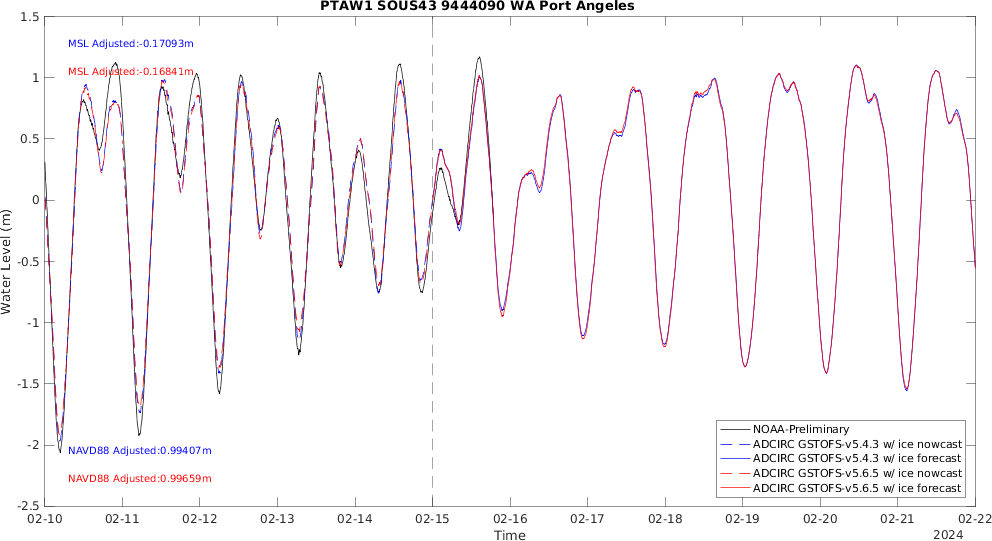 PTAW1 SOUS43 9444090 WA Port Angeles
1.5
MSL Adjusted:-0.17093m
MSL Adjusted:-0.16841m
1
0.5
0
-0.5
-1
-1.5
-2
-2.5
Water Level (m)
NAVD88 Adjusted:0.99407m
NAVD88 Adjusted:0.99659m
NOAA-Preliminary
ADCIRC GSTOFS-v5.4.3 w/ ice nowcast
ADCIRC GSTOFS-v5.4.3 w/ ice forecast
ADCIRC GSTOFS-v5.6.5 w/ ice nowcast
ADCIRC GSTOFS-v5.6.5 w/ ice forecast
02-10 02-11 02-12 02-13 02-14 02-15 02-16 02-17 02-18 02-19 02-20 02-21 02-22
Time
2024